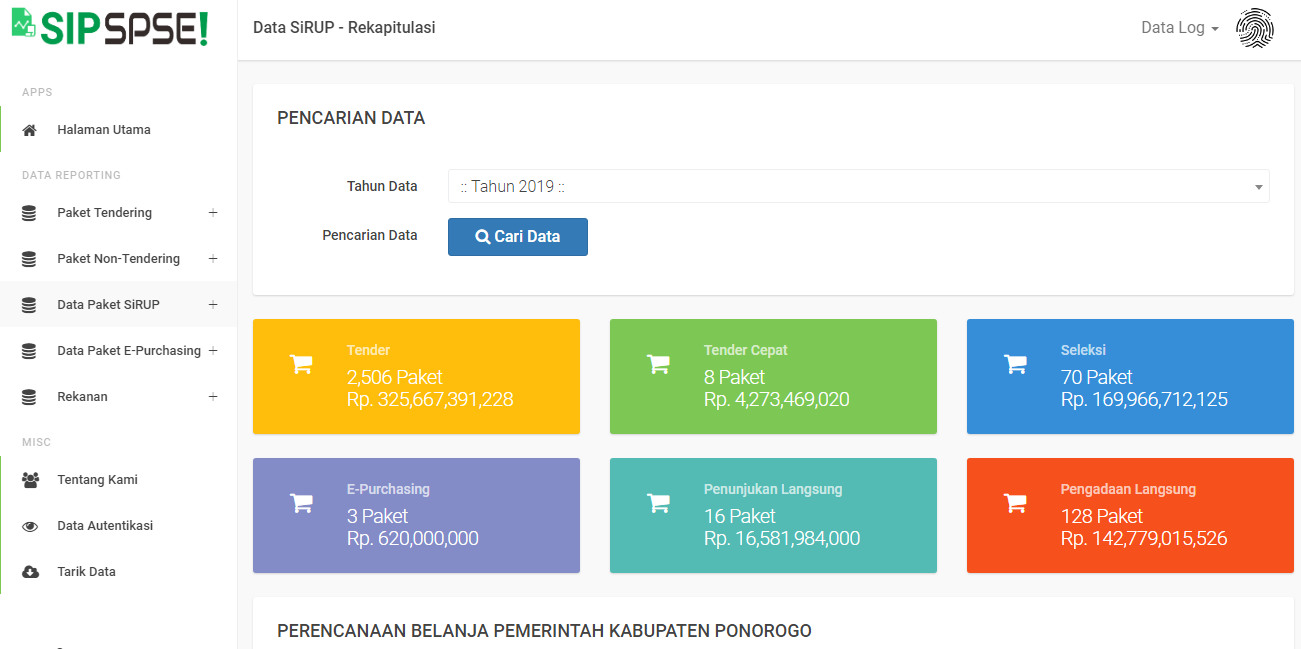 SIPSPSE!
Data SiRUP - Rekapitulasi
Data Log
APPS
Halaman Utama
DATA REPORTING
Paket Tendering +
Paket Non-Tendering +
Data Paket SiRUP +
Data Paket E-Purchasing +
Rekanan +
MISC
Tentang Kami
Data Autentikasi
Tarik Data
PENCARIAN DATA
Tahun Data :: Tahun 2019 ::
Pencarian Data Cari Data
Tender
2,506 Paket
Rp. 325,667,391,228
Tender Cepat
8 Paket
Rp. 4,273,469,020
Seleksi
70 Paket
Rp. 169,966,712,125
E-Purchasing
3 Paket
Rp. 620,000,000
Penunjukan Langsung
16 Paket
Rp. 16,581,984,000
Pengadaan Langsung
128 Paket
Rp. 142,779,015,526
PERENCANAAN BELANJA PEMERINTAH KABUPATEN PONOROGO